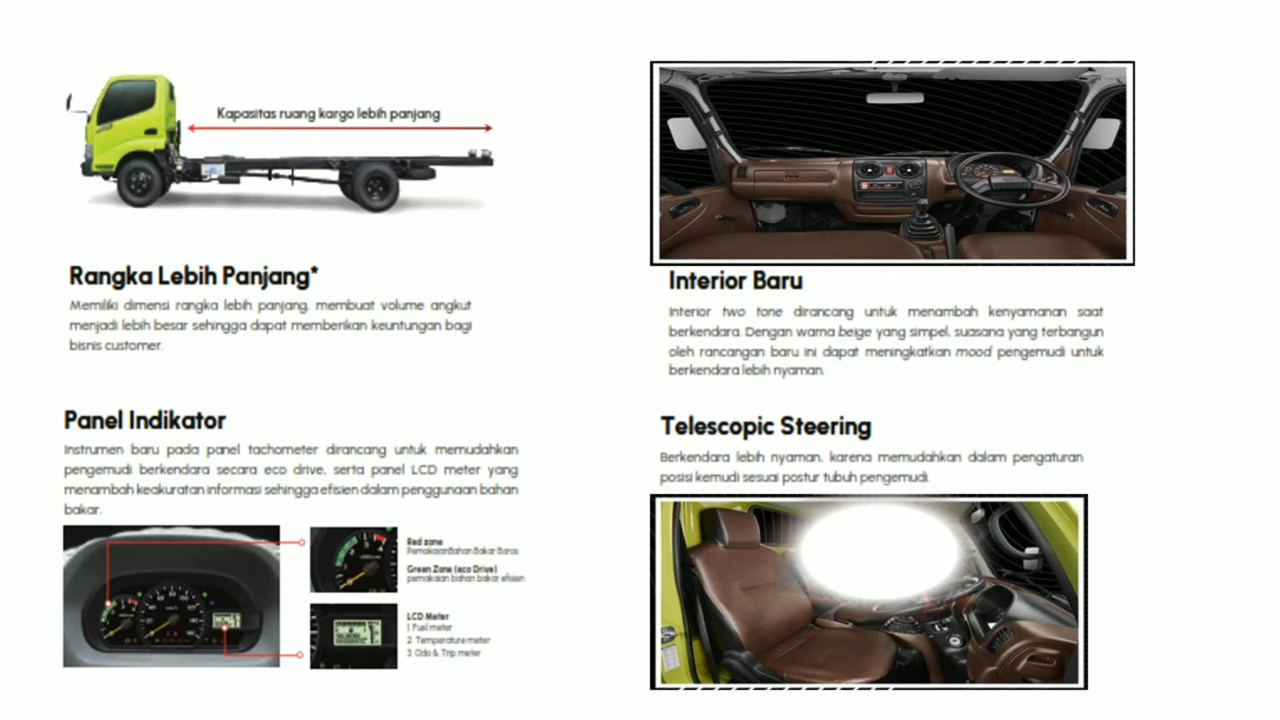 Kapasitas ruang kargo lebih panjang
Rangka Lebih Panjang*
Memiliki dimensi rangka lebih panjang, membuat volume angkut
menjadi lebih besar sehingga dapat memberikan keuntungan bagi
bisnis customer.
Panel Indikator
Instrumen baru pada panel tachometer dirancang untuk memudahkan
pengemudi berkendara secara eco drive, serta panel LCD meter yang
menambah keakuratan informasi sehingga efisien dalam penggunaan bahan
bakar.
Red zone
Pemakaian Bahan Bakar Boros
Green Zone (eco Drive)
pemakaian bahan bakar efisien
LCD Meter
1. Fuel meter
2. Temperature meter
3. Odo & Trip meter
Interior Baru
Interior two tone dirancang untuk menambah kenyamanan saat
berkendara. Dengan warna beige yang simpel, suasana yang terbangun
oleh rancangan baru ini dapat meningkatkan mood pengemudi untuk
berkendara lebih nyaman.
Telescopic Steering
Berkendara lebih nyaman, karena memudahkan dalam pengaturan
posisi kemudi sesuai postur tubuh pengemudi.